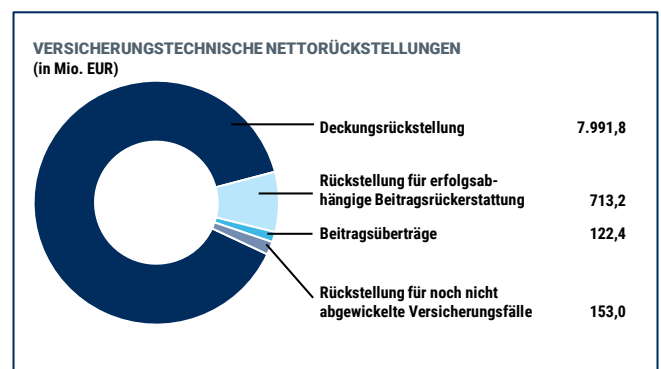 VERSICHERUNGSTECHNISCHE NETTORÜCKSTELLUNGEN
(in Mio. EUR)
Deckungsrückstellung 7.991,8
Rückstellung für erfolgsab-
hängige Beitragsrückerstattung 713,2
Beitragsüberträge 122,4
Rückstellung für noch nicht
abgewickelte Versicherungsfälle 153,0